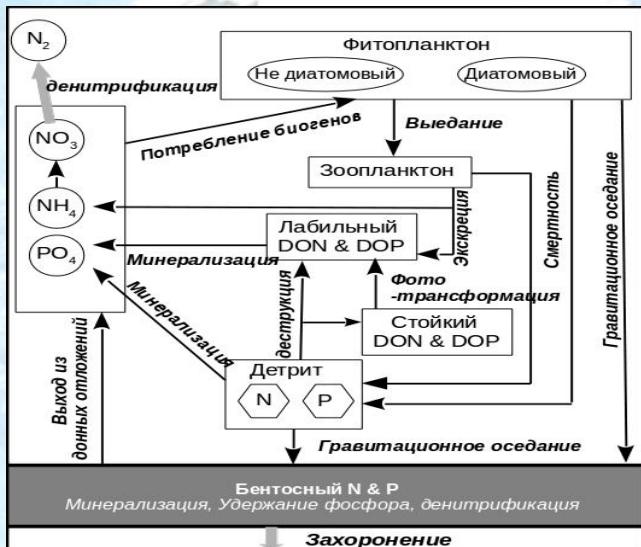 N2
денитрификация
Фитопланктон
Не диатомовый
Диатомовый
NO3
Потребление биогенов
Выедание
Зоопланктон
NH4
Экскреция
Смертность
Гравитационное оседание
Лабильный
DON & DOP
PO4
Минерализация
Минерализация
деструкция
Фото
-трансформация
Стойкий
DON & DOP
Детрит
N
P
Выход из
донных отложений
Гравитационное оседание
Бентосный N & P
Минерализация, Удержание фосфора, денитрификация
Захоронение